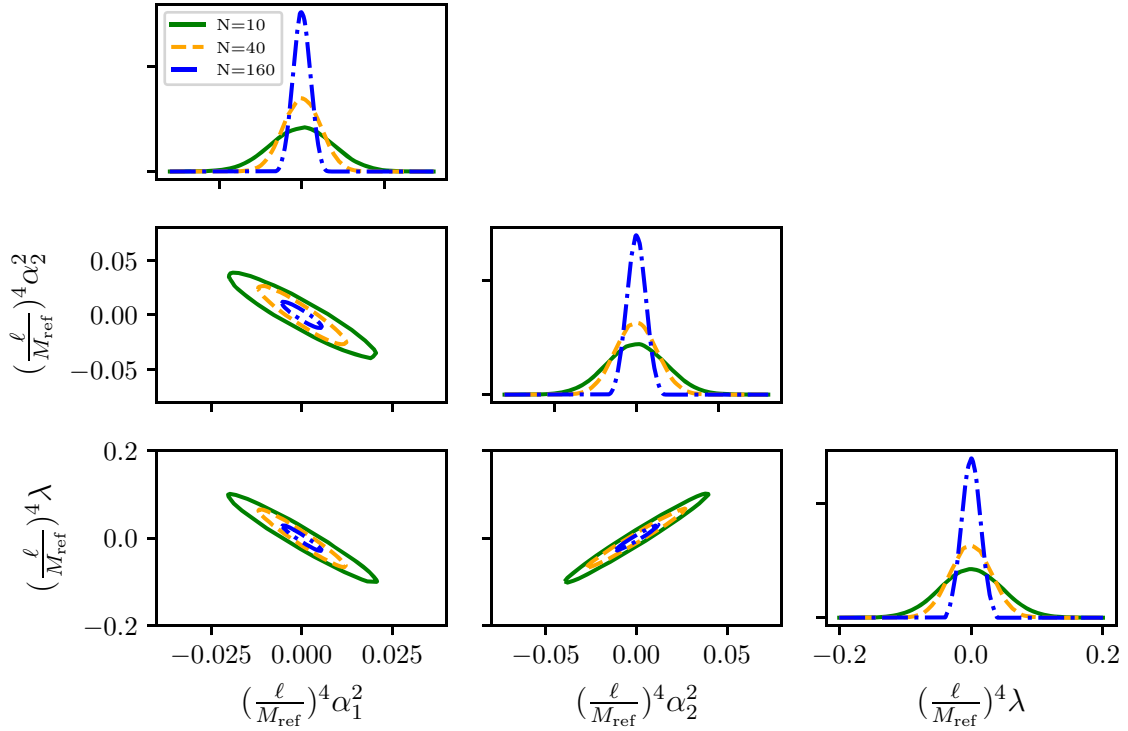 N=10
N=40
N=160
(ℓ/M_ref)^4 α_2^2
0.05
0.00
−0.05
(ℓ/M_ref)^4 λ
0.2
0.0
−0.2
−0.025 0.000 0.025
−0.05 0.00 0.05
−0.2 0.0 0.2
(ℓ/M_ref)^4 α_1^2
(ℓ/M_ref)^4 α_2^2
(ℓ/M_ref)^4 λ